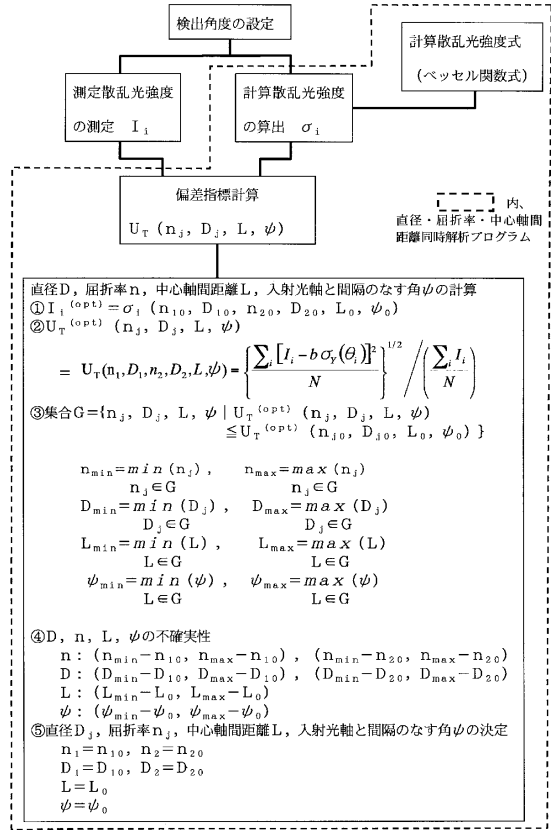 検出角度の設定
計算散乱光強度式
(ベッセル関数式)
測定散乱光強度
の測定 I_i
計算散乱光強度
の算出 σ_i
偏差指標計算
U_T (n_j, D_j, L, ψ)
内、
直径・屈折率・中心軸間
距離同時解析プログラム
直径D, 屈折率n, 中心軸間距離L, 入射光軸と間隔のなす角ψの計算
①I_i^(opt)=σ_i (n_10, D_10, n_20, D_20, L_0, ψ_0)
②U_T^(opt) (n_j, D_j, L, ψ)
= U_T(n_1,D_1,n_2,D_2,L,ψ)={∑_i[I_i-bσ_Y(θ_i)]^2/N}^1/2/(∑_i I_i/N)
③集合G={n_j, D_j, L, ψ | U_T^(opt) (n_j, D_j, L, ψ)
≦U_T^(opt) (n_j0, D_j0, L_0, ψ_0) }
n_min=min (n_j), n_max=max (n_j)
n_j∈G n_j∈G
D_min=min (D_j), D_max=max (D_j)
D_j∈G D_j∈G
L_min=min (L), L_max=max (L)
L∈G L∈G
ψ_min=min (ψ), ψ_max=max (ψ)
L∈G L∈G
④D, n, L, ψの不確実性
n: (n_min-n_10, n_max-n_10), (n_min-n_20, n_max-n_20)
D: (D_min-D_10, D_max-D_10), (D_min-D_20, D_max-D_20)
L: (L_min-L_0, L_max-L_0)
ψ: (ψ_min-ψ_0, ψ_max-ψ_0)
⑤直径D_j, 屈折率n_j, 中心軸間距離L, 入射光軸と間隔のなす角ψの決定
n_1=n_10, n_2=n_20
D_1=D_10, D_2=D_20
L=L_0
ψ=ψ_0